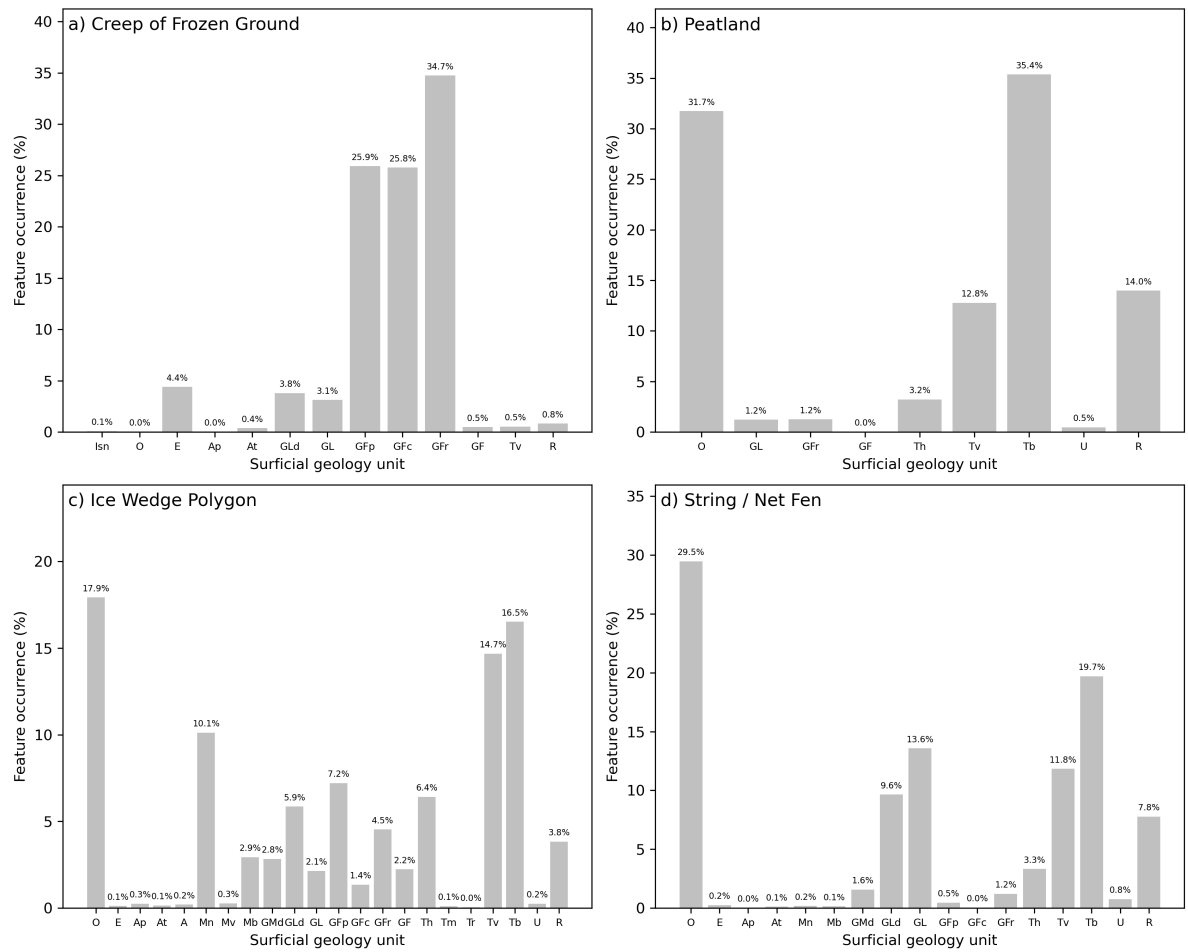 a) Creep of Frozen Ground
Feature occurrence (%)
40
35
30
25
20
15
10
5
0
0.1% 0.0% 4.4% 0.0% 0.4% 3.8% 3.1% 25.9% 25.8% 34.7% 0.5% 0.5% 0.8%
Isn O E Ap At GLd GL GFp GFc GFr GF Tv R
Surficial geology unit
b) Peatland
Feature occurrence (%)
40
35
30
25
20
15
10
5
0
31.7% 1.2% 1.2% 0.0% 3.2% 12.8% 35.4% 0.5% 14.0%
O GL GFr GF Th Tv Tb U R
Surficial geology unit
c) Ice Wedge Polygon
Feature occurrence (%)
20
15
10
5
0
17.9% 0.1% 0.3% 0.1% 0.2% 10.1% 0.3% 2.9% 2.8% 5.9% 2.1% 7.2% 1.4% 4.5% 2.2% 6.4% 0.1% 0.0% 14.7% 16.5% 0.2% 3.8%
O E Ap At A Mn Mv Mb GMd GLd GL GFp GFc GFr GF Th Tm Tr Tv Tb U R
Surficial geology unit
d) String / Net Fen
Feature occurrence (%)
35
30
25
20
15
10
5
0
29.5% 0.2% 0.0% 0.1% 0.2% 0.1% 1.6% 9.6% 13.6% 0.5% 0.0% 1.2% 3.3% 11.8% 19.7% 0.8% 7.8%
O E Ap At Mn Mb GMd GLd GL GFp GFc GFr Th Tv Tb U R
Surficial geology unit